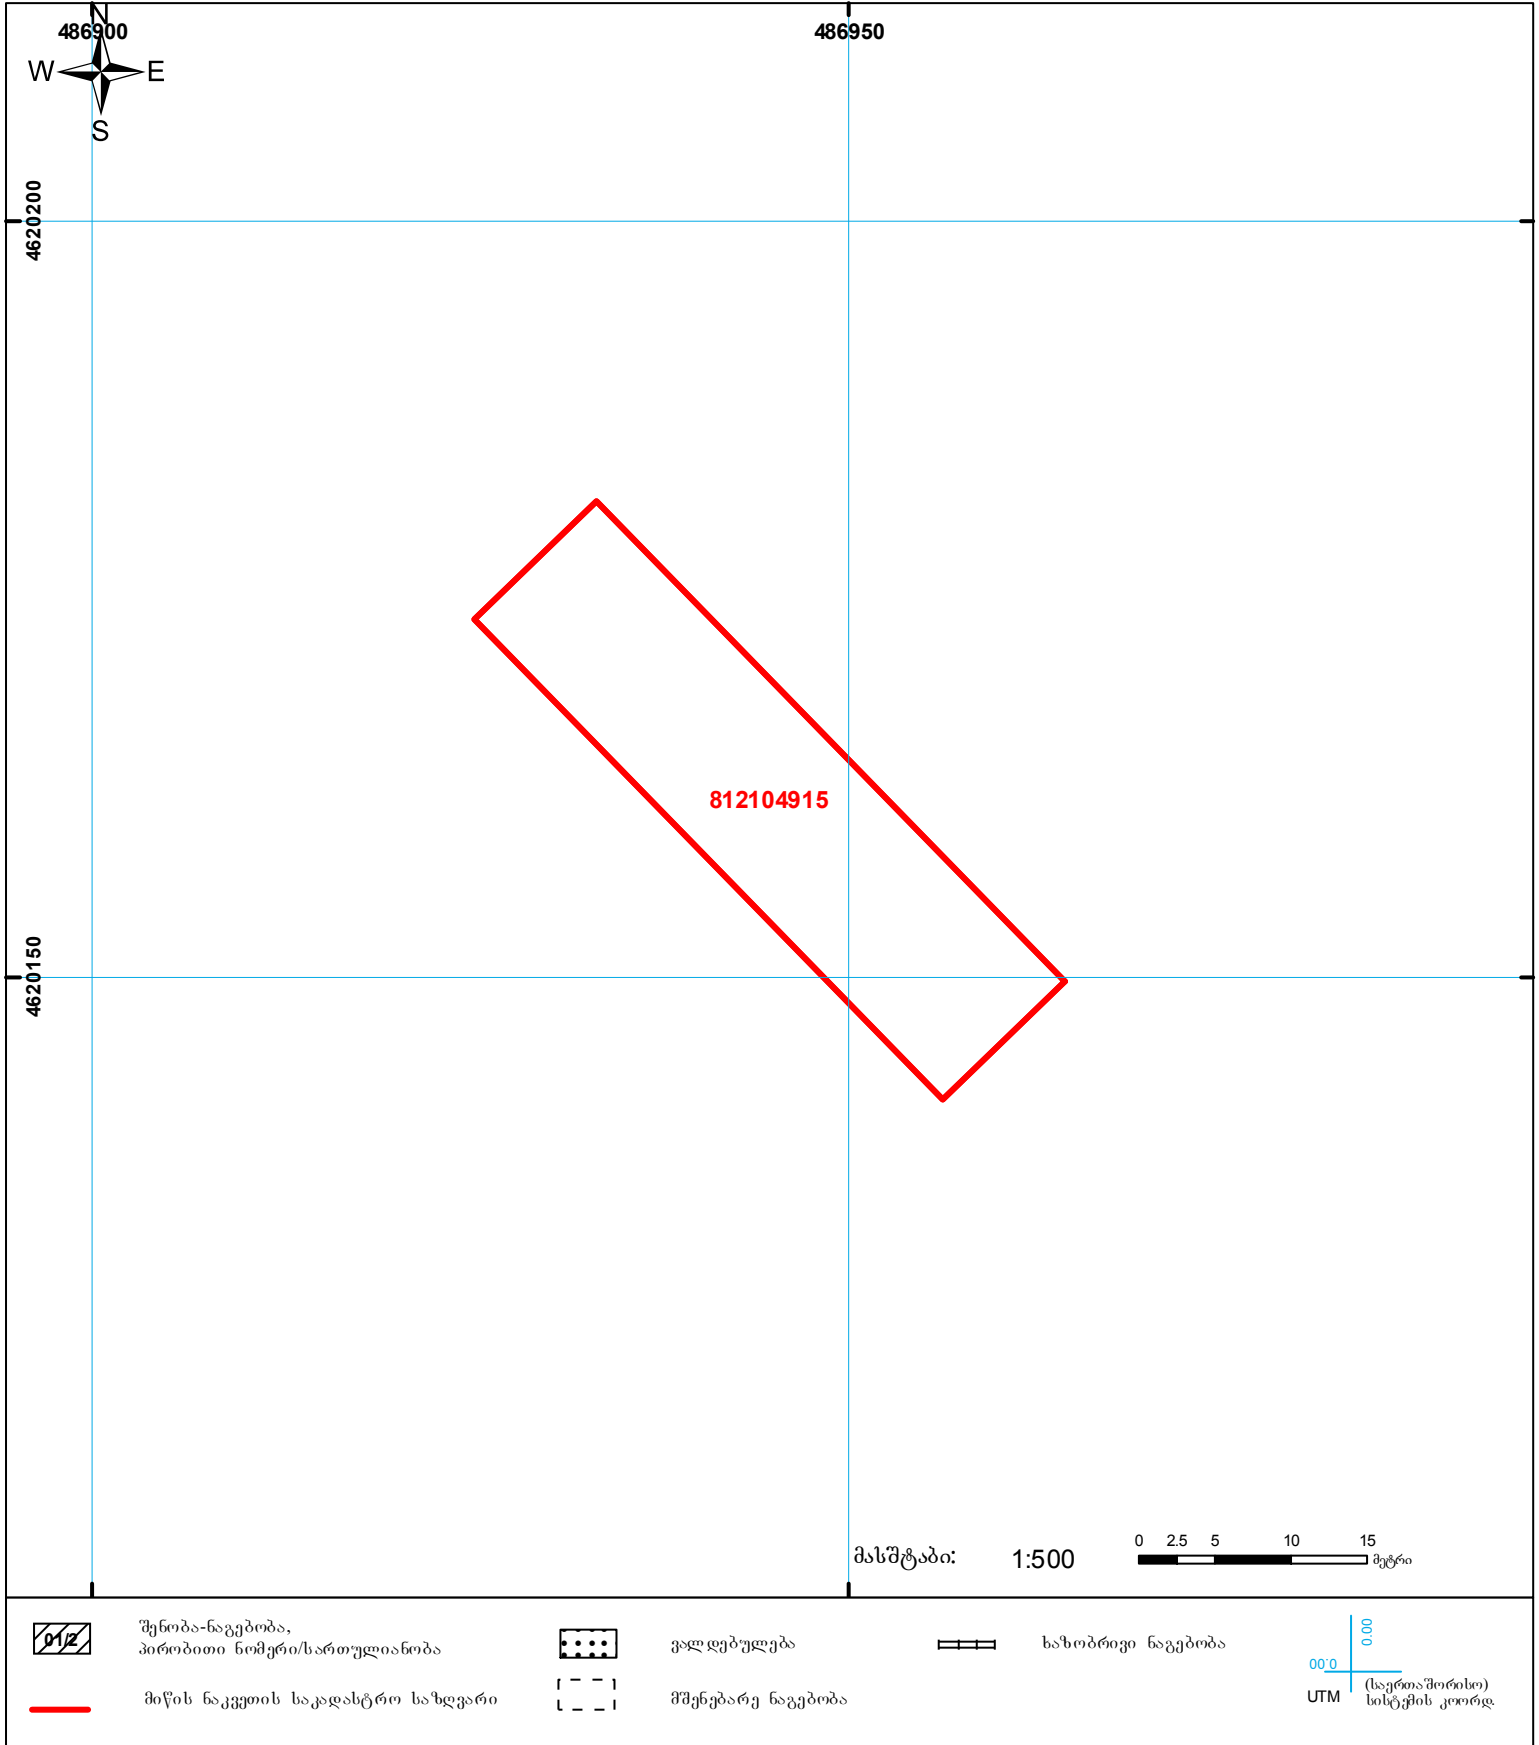 N
486900
486950
W
E
S
4620200
812104915
4620150
მასშტაბი: 1:500
0 2.5 5 10 15
მეტრი
01/2
შენობა-ნაგებობა,
პირობითი ნომერი/სართულიანობა
ვალდებულება
ხაზობრივი ნაგებობა
0.00
0.00
მიწის ნაკვეთის საკადასტრო საზღვარი
მშენებარე ნაგებობა
UTM
(საერთაშორისო)
სისტემის კოორდ.